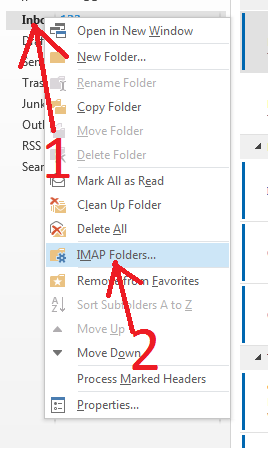 Inbo
Open in New Window
New Folder...
Rename Folder
Copy Folder
Move Folder
Delete Folder
Mark All as Read
Clean Up Folder
Delete All
IMAP Folders...
Remove from Favorites
Sort Subfolders A to Z
Move Up
Move Down
Process Marked Headers
Properties...
Sen
Tras
Junk
Outl
RSS
Sear
1
2